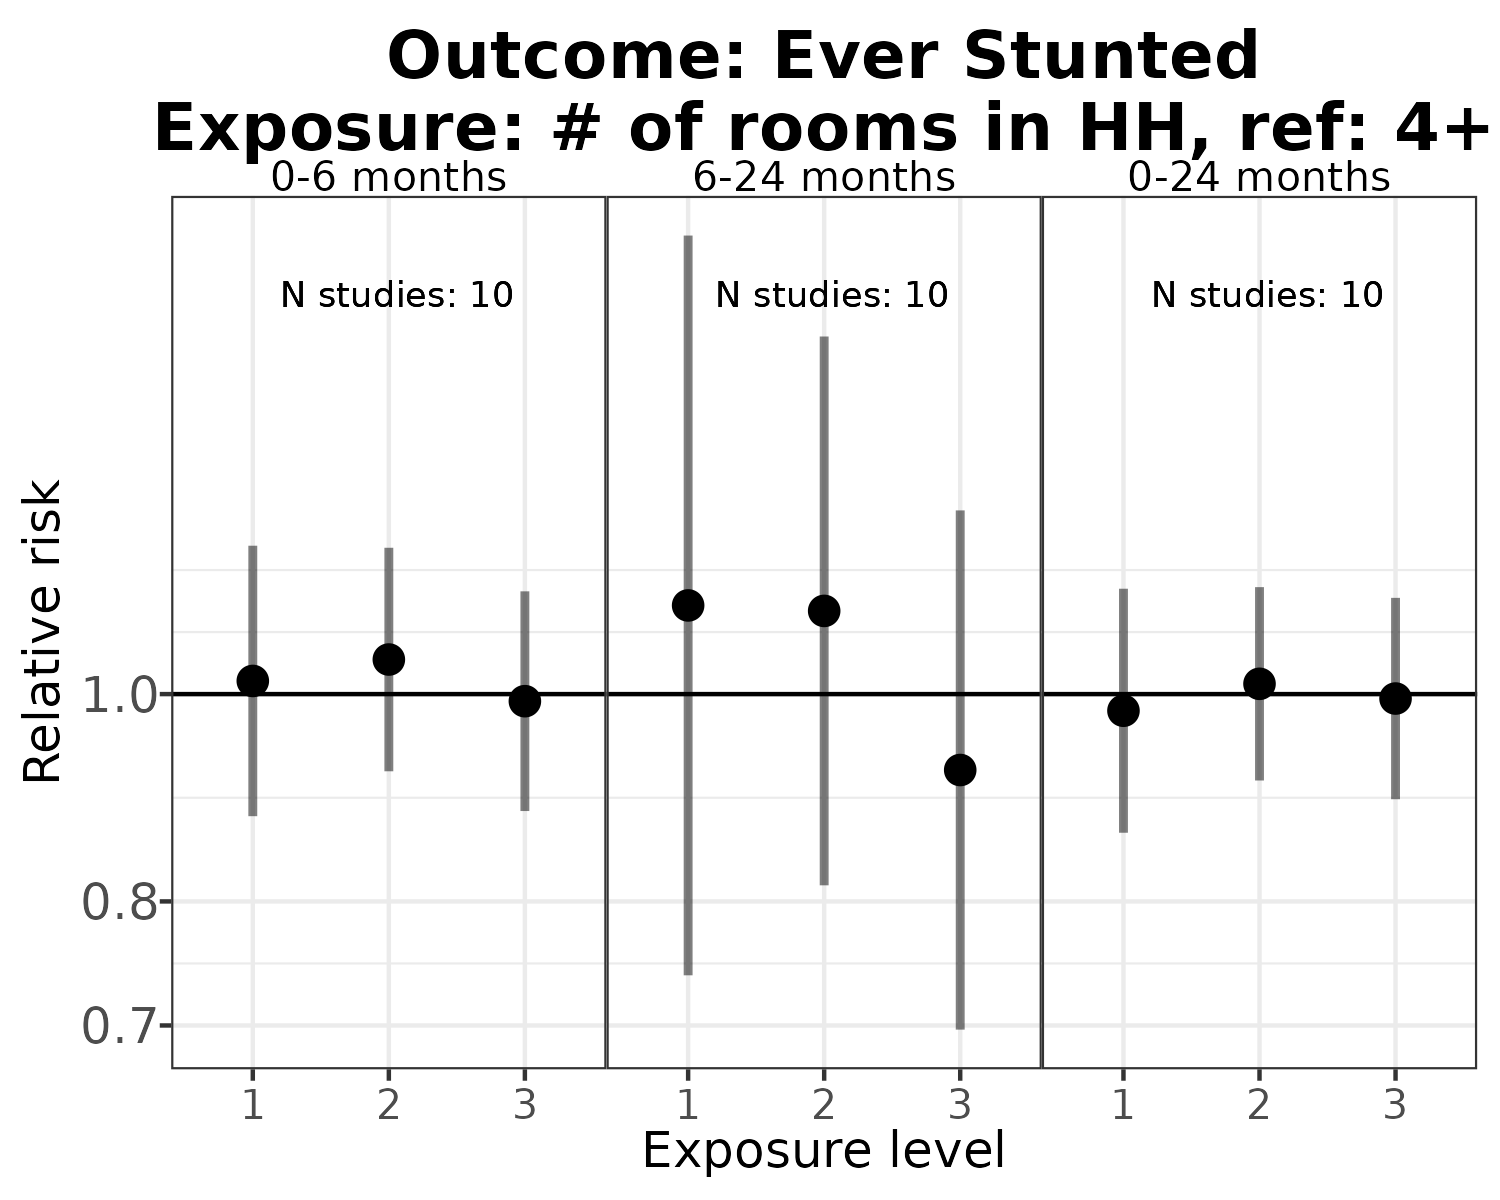 Outcome: Ever Stunted
Exposure: # of rooms in HH, ref: 4+
0-6 months
6-24 months
0-24 months
N studies: 10
N studies: 10
N studies: 10
Relative risk
1.0
0.8
0.7
1 2 3
1 2 3
1 2 3
Exposure level